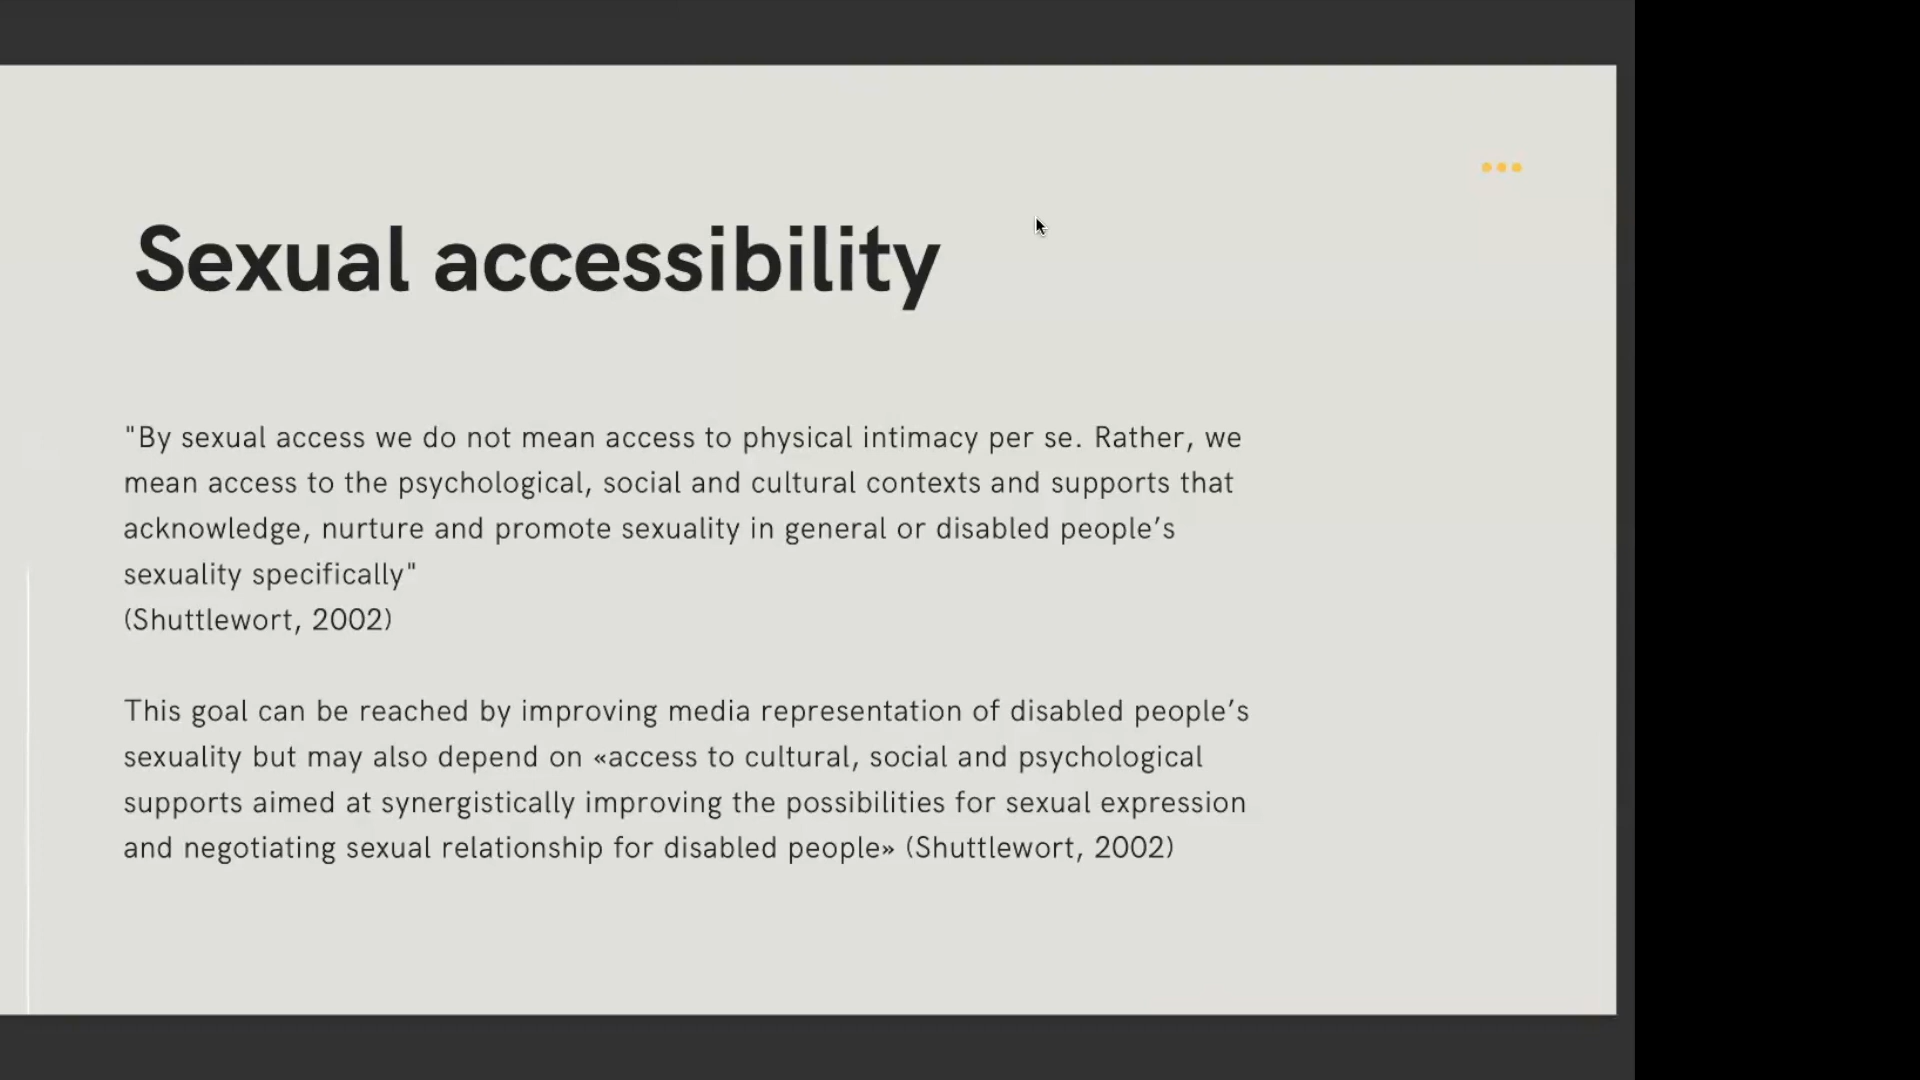 Sexual accessibility
"By sexual access we do not mean access to physical intimacy per se. Rather, we
mean access to the psychological, social and cultural contexts and supports that
acknowledge, nurture and promote sexuality in general or disabled people’s
sexuality specifically"
(Shuttlewort, 2002)
This goal can be reached by improving media representation of disabled people’s
sexuality but may also depend on «access to cultural, social and psychological
supports aimed at synergistically improving the possibilities for sexual expression
and negotiating sexual relationship for disabled people» (Shuttlewort, 2002)